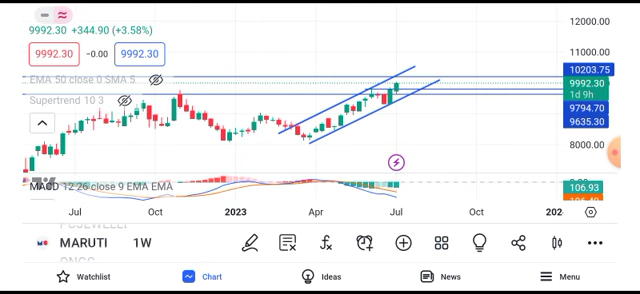 9992.30 +344.90 (+3.58%)
9992.30 −0.00 9992.30
EMA 50 close 0 SMA 5
Supertrend 10 3
12000.00
11000.00
10203.75
9992.30
1d 9h
9794.70
9635.30
8000.00
MACD 12 26 close 9 EMA EMA
106.93
Jul Oct 2023 Apr Jul Oct 202
MARUTI 1W
Watchlist Chart Ideas News Menu